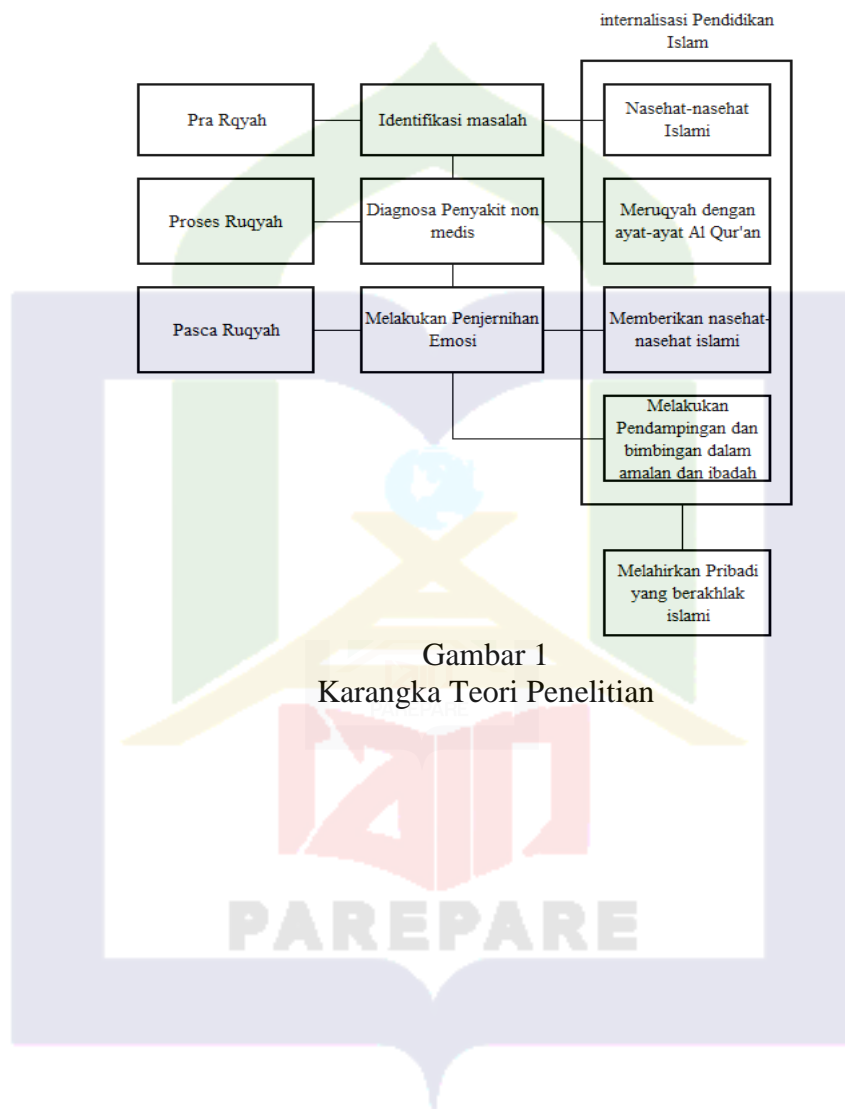 internalisasi Pendidikan
Islam
Pra Rqyah
Identifikasi masalah
Nasehat-nasehat
Islami
Proses Ruqyah
Diagnosa Penyakit non
medis
Meruqyah dengan
ayat-ayat Al Qur'an
Pasca Ruqyah
Melakukan Penjernihan
Emosi
Memberikan nasehat-
nasehat islami
Melakukan
Pendampingan dan
bimbingan dalam
amalan dan ibadah
Melahirkan Pribadi
yang berakhlak
islami
Gambar 1
Karangka Teori Penelitian
PAREPARE
IAIN
PAREPARE